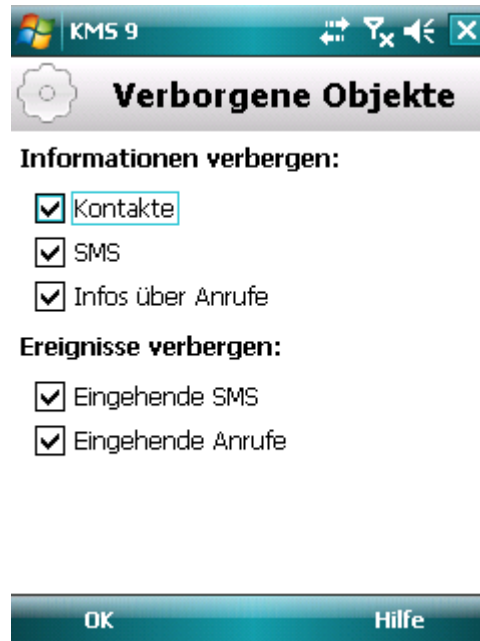 KMS 9
Verborgene Objekte
Informationen verbergen:
Kontakte
SMS
Infos über Anrufe
Ereignisse verbergen:
Eingehende SMS
Eingehende Anrufe
OK
Hilfe